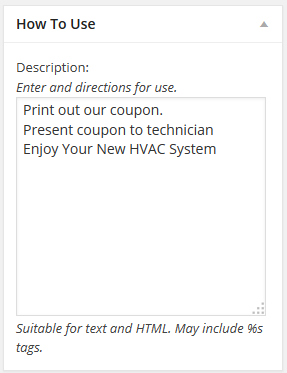 How To Use
Description:
Enter and directions for use.
Print out our coupon.
Present coupon to technician
Enjoy Your New HVAC System
Suitable for text and HTML. May include %s
tags.